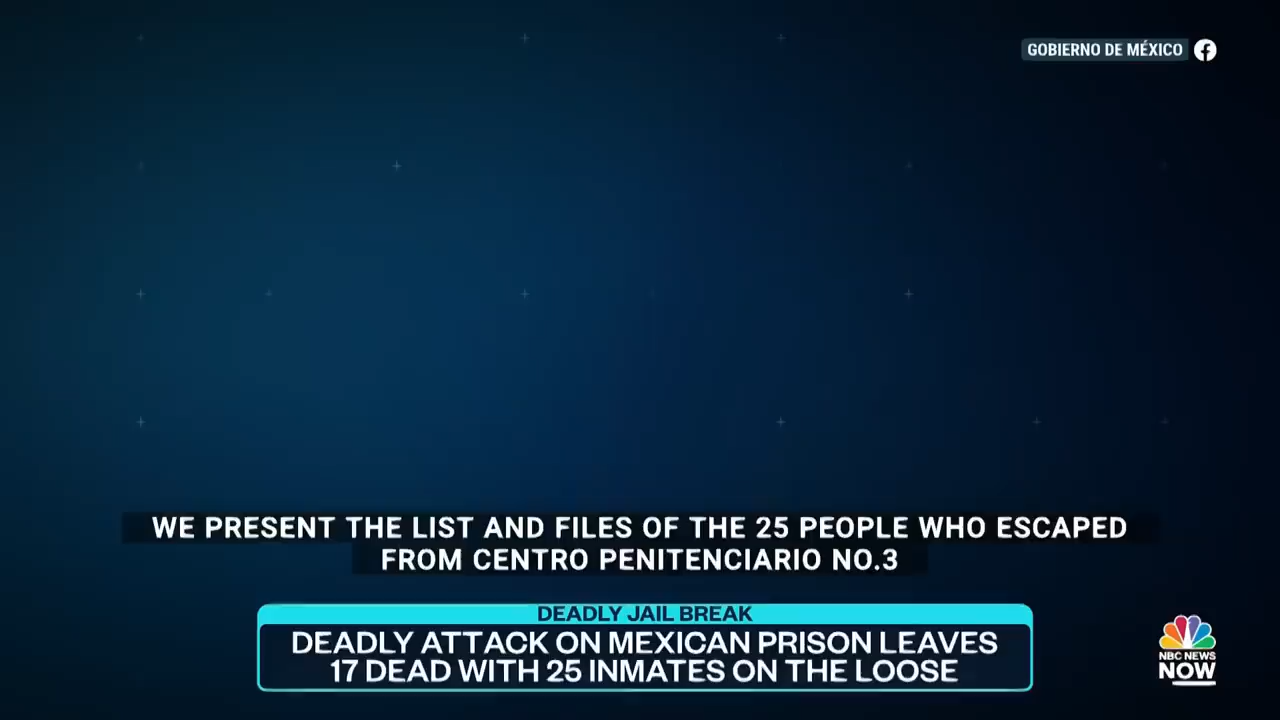 GOBIERNO DE MÉXICO
WE PRESENT THE LIST AND FILES OF THE 25 PEOPLE WHO ESCAPED
FROM CENTRO PENITENCIARIO NO.3
DEADLY JAIL BREAK
DEADLY ATTACK ON MEXICAN PRISON LEAVES
17 DEAD WITH 25 INMATES ON THE LOOSE
NBC NEWS
NOW